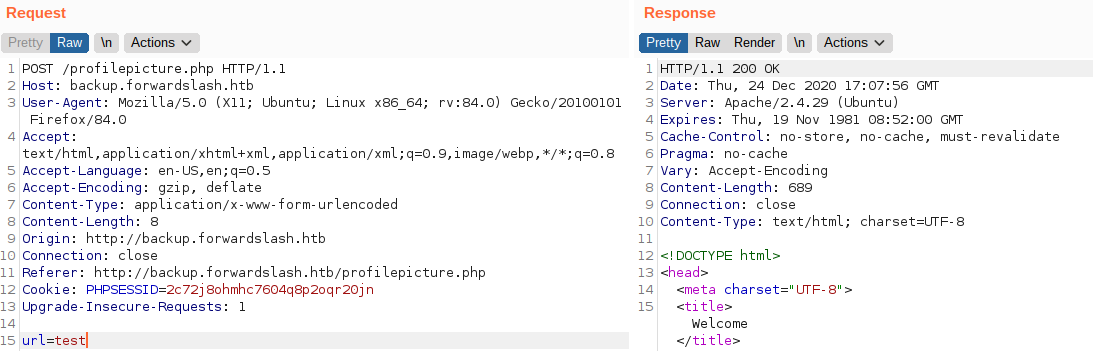 Request
Pretty Raw \n Actions
1 POST /profilepicture.php HTTP/1.1
2 Host: backup.forwardslash.htb
3 User-Agent: Mozilla/5.0 (X11; Ubuntu; Linux x86_64; rv:84.0) Gecko/20100101
Firefox/84.0
4 Accept:
text/html,application/xhtml+xml,application/xml;q=0.9,image/webp,*/*;q=0.8
5 Accept-Language: en-US,en;q=0.5
6 Accept-Encoding: gzip, deflate
7 Content-Type: application/x-www-form-urlencoded
8 Content-Length: 8
9 Origin: http://backup.forwardslash.htb
10 Connection: close
11 Referer: http://backup.forwardslash.htb/profilepicture.php
12 Cookie: PHPSESSID=2c72j8ohmhc7604q8p2oqr20jn
13 Upgrade-Insecure-Requests: 1
14
15 url=test
Response
Pretty Raw Render \n Actions
1 HTTP/1.1 200 OK
2 Date: Thu, 24 Dec 2020 17:07:56 GMT
3 Server: Apache/2.4.29 (Ubuntu)
4 Expires: Thu, 19 Nov 1981 08:52:00 GMT
5 Cache-Control: no-store, no-cache, must-revalidate
6 Pragma: no-cache
7 Vary: Accept-Encoding
8 Content-Length: 689
9 Connection: close
10 Content-Type: text/html; charset=UTF-8
11
12 <!DOCTYPE html>
13 <head>
14 <meta charset="UTF-8">
15 <title>
Welcome
</title>